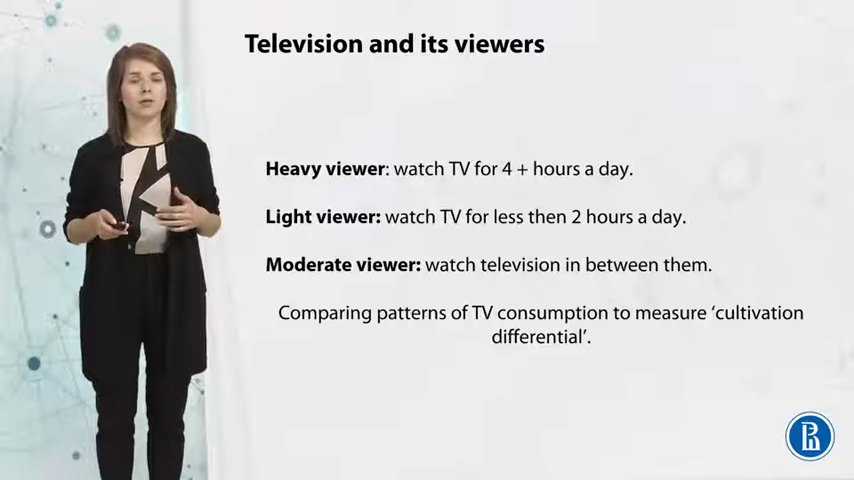 Television and its viewers
Heavy viewer: watch TV for 4 + hours a day.
Light viewer: watch TV for less then 2 hours a day.
Moderate viewer: watch television in between them.
Comparing patterns of TV consumption to measure ‘cultivation
differential’.